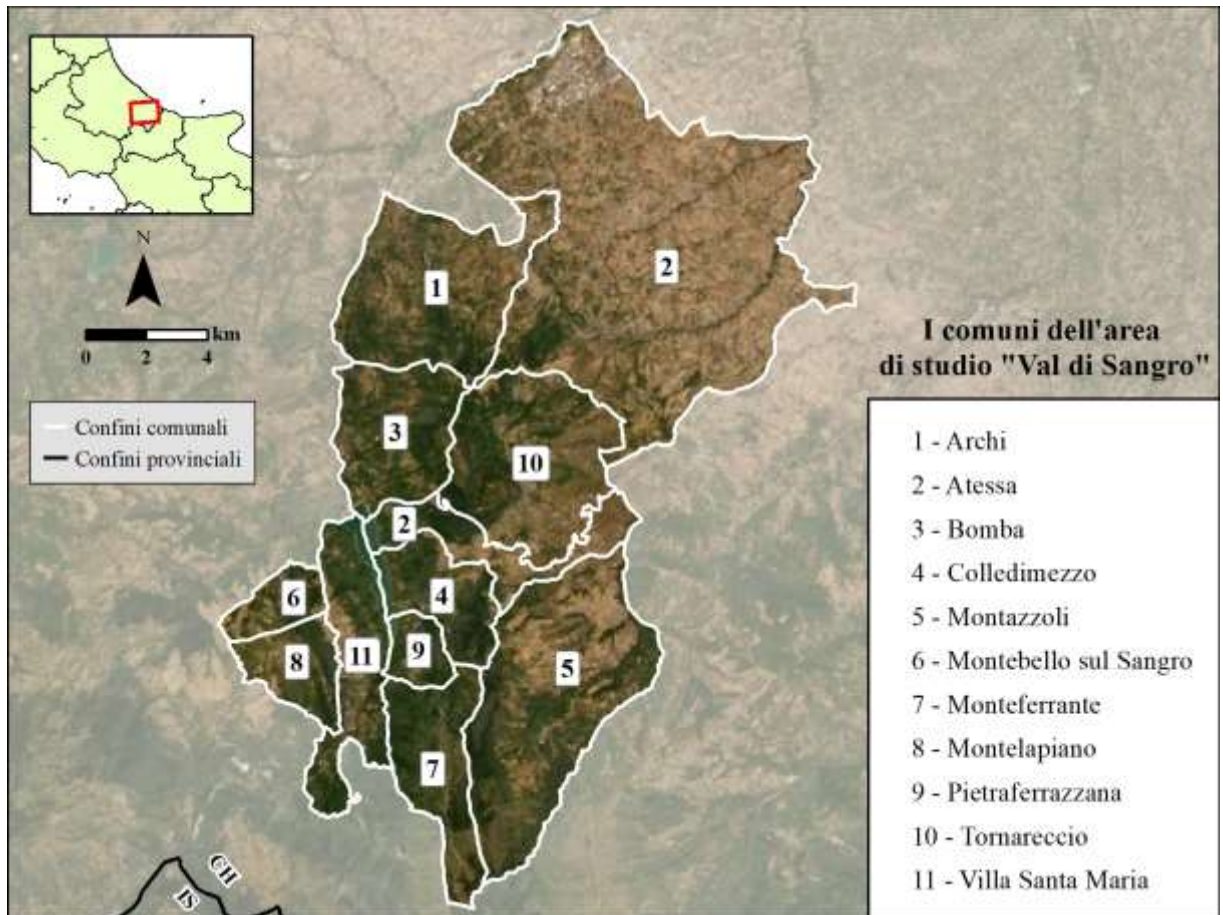 N
km
0 2 4
Confini comunali
Confini provinciali
1
2
3
10
2
4
6
9
8
11
5
7
CH
IS
I comuni dell'area
di studio "Val di Sangro"
1 - Archi
2 - Atessa
3 - Bomba
4 - Colledimezzo
5 - Montazzoli
6 - Montebello sul Sangro
7 - Monteferrante
8 - Montelapiano
9 - Pietraferrazzana
10 - Tornareccio
11 - Villa Santa Maria